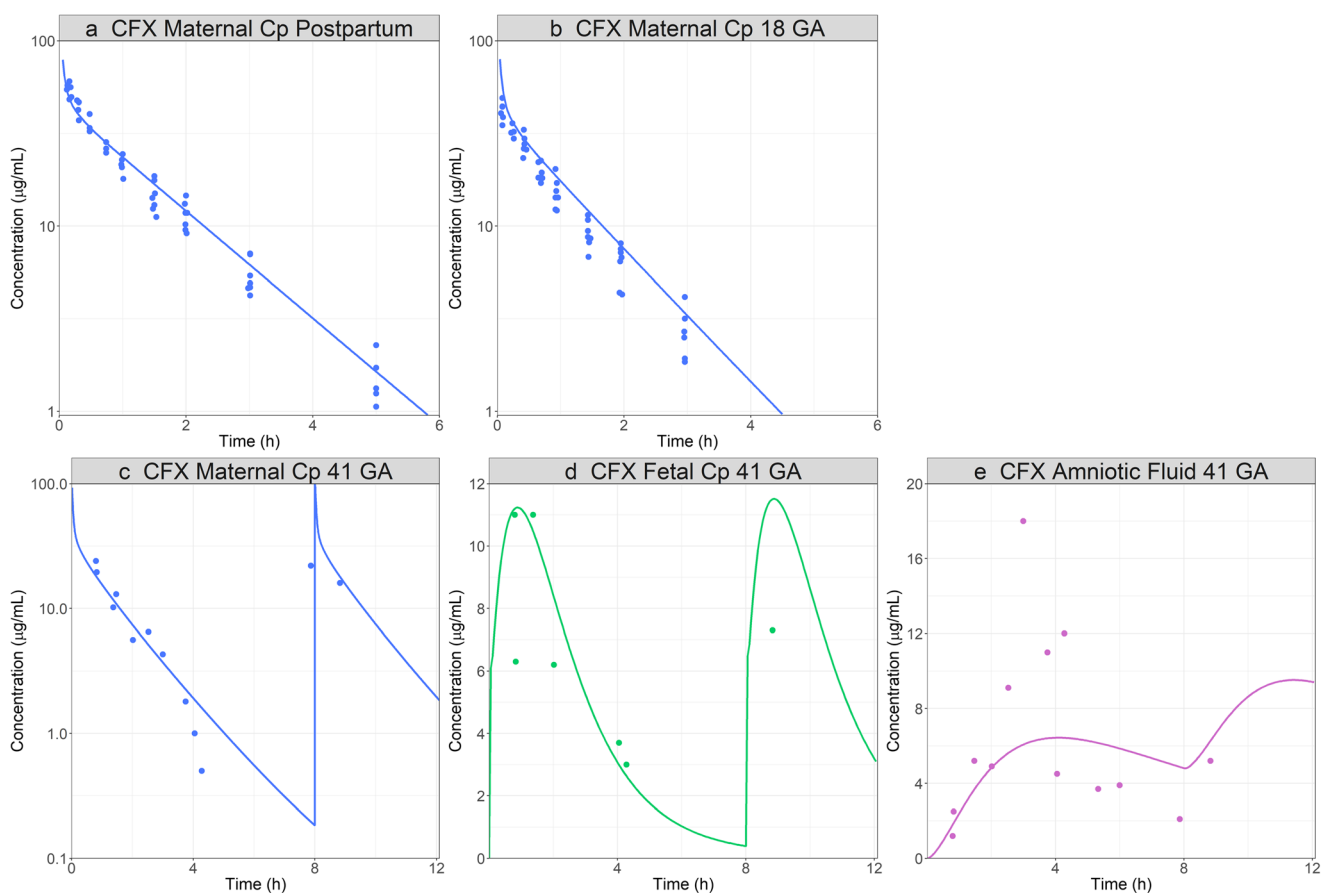 a CFX Maternal Cp Postpartum
100
10
1
Concentration (μg/mL)
0 2 4 6
Time (h)
b CFX Maternal Cp 18 GA
100
10
1
Concentration (μg/mL)
0 2 4 6
Time (h)
c CFX Maternal Cp 41 GA
100.0
10.0
1.0
0.1
Concentration (μg/mL)
0 4 8 12
Time (h)
d CFX Fetal Cp 41 GA
12
10
8
6
4
2
0
Concentration (μg/mL)
0 4 8 12
Time (h)
e CFX Amniotic Fluid 41 GA
20
16
12
8
4
0
Concentration (μg/mL)
0 4 8 12
Time (h)